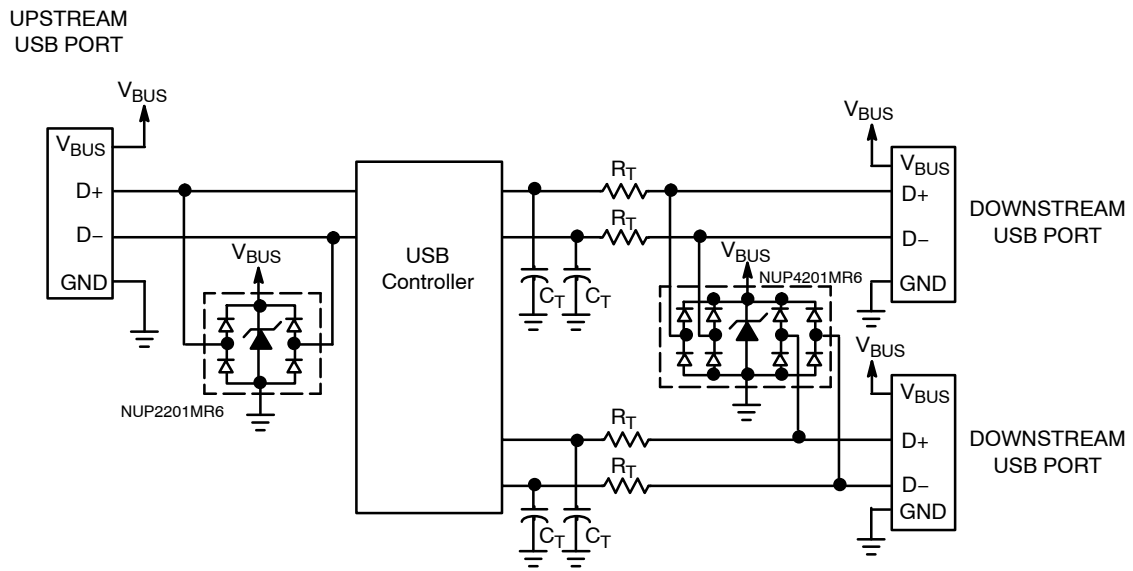 UPSTREAM
USB PORT
VBUS
VBUS
D+
D−
GND
VBUS
NUP2201MR6
USB
Controller
RT
RT
CT
CT
VBUS
NUP4201MR6
VBUS
VBUS
D+
D−
GND
DOWNSTREAM
USB PORT
RT
RT
CT
CT
VBUS
VBUS
D+
D−
GND
DOWNSTREAM
USB PORT